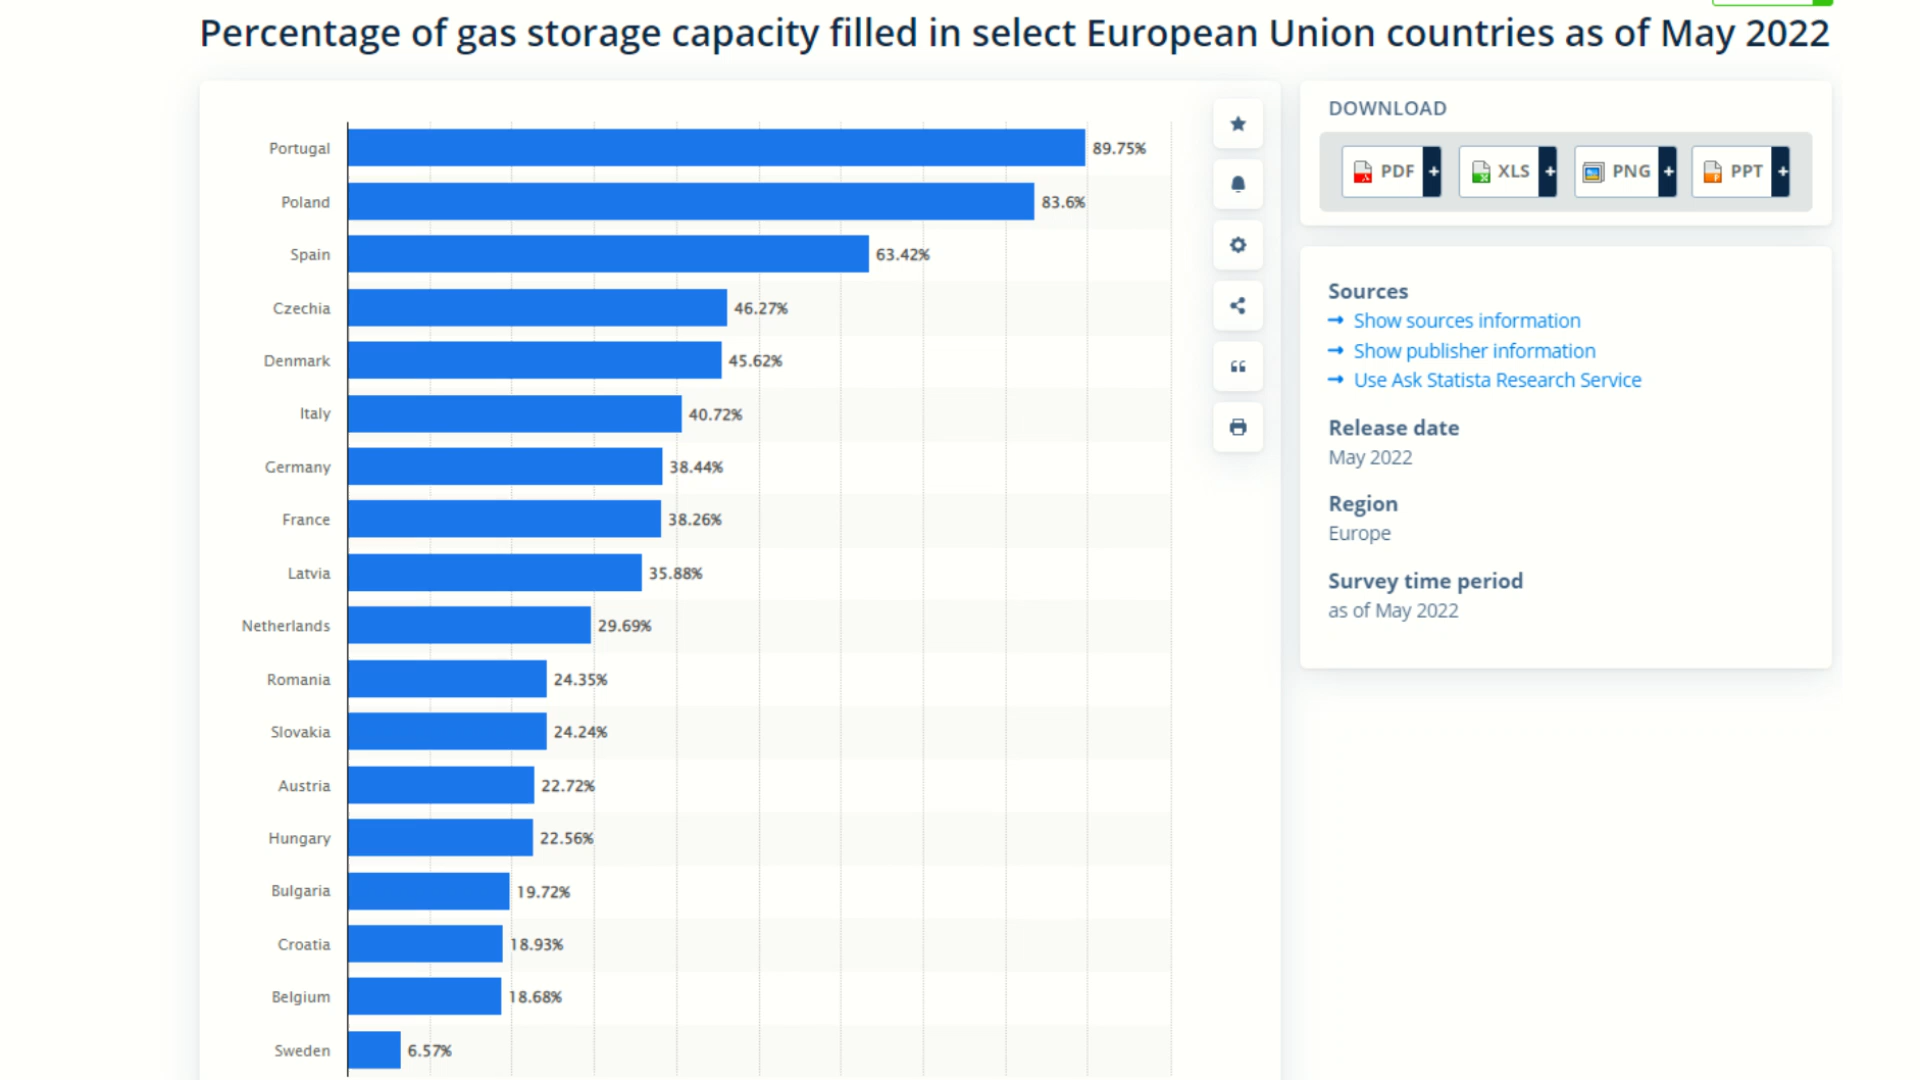 Percentage of gas storage capacity filled in select European Union countries as of May 2022
Portugal 89.75%
Poland 83.6%
Spain 63.42%
Czechia 46.27%
Denmark 45.62%
Italy 40.72%
Germany 38.44%
France 38.26%
Latvia 35.88%
Netherlands 29.69%
Romania 24.35%
Slovakia 24.24%
Austria 22.72%
Hungary 22.56%
Bulgaria 19.72%
Croatia 18.93%
Belgium 18.68%
Sweden 6.57%
DOWNLOAD
PDF + XLS + PNG + PPT +
Sources
→ Show sources information
→ Show publisher information
→ Use Ask Statista Research Service
Release date
May 2022
Region
Europe
Survey time period
as of May 2022